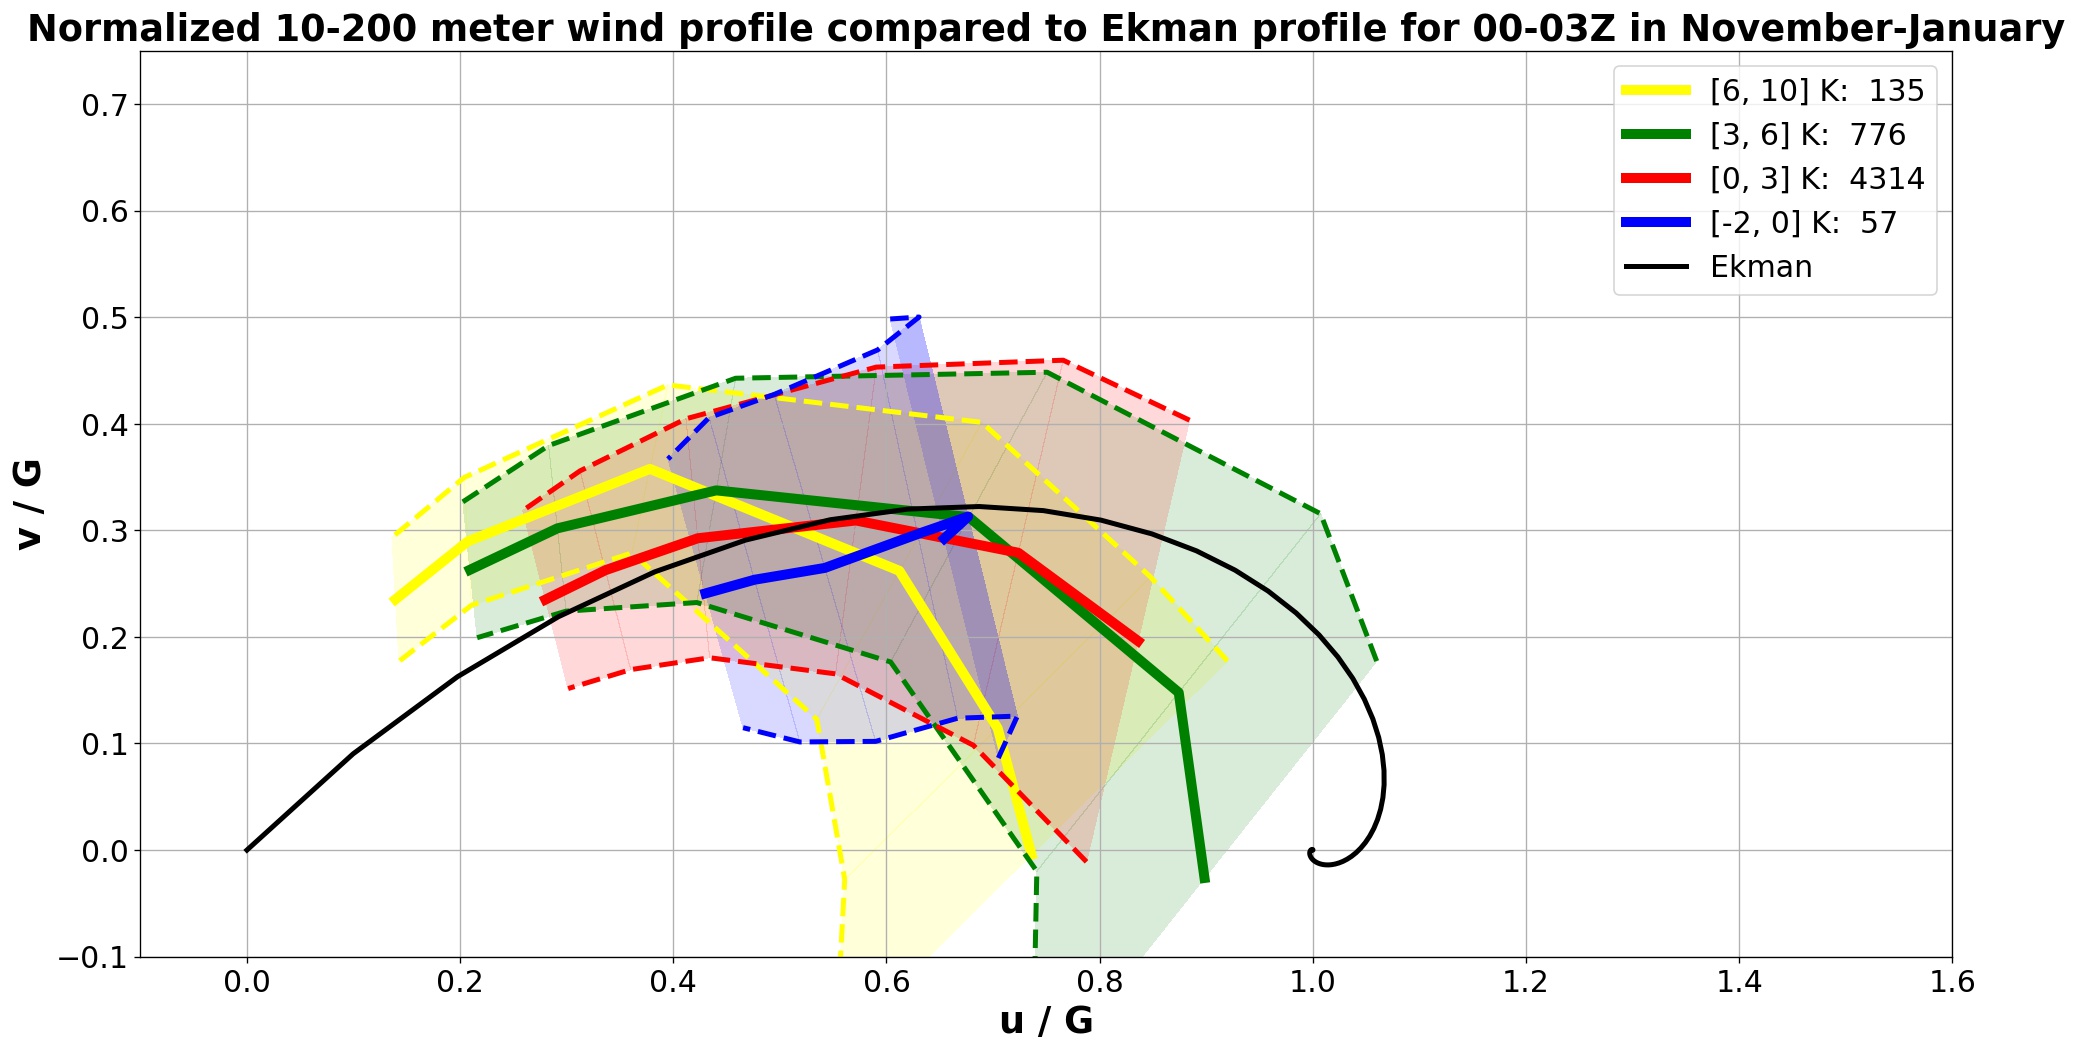 Normalized 10-200 meter wind profile compared to Ekman profile for 00-03Z in November-January
[6, 10] K:  135
[3, 6] K:  776
[0, 3] K:  4314
[-2, 0] K:  57
Ekman
v / G
0.7
0.6
0.5
0.4
0.3
0.2
0.1
0.0
−0.1
0.0 0.2 0.4 0.6 0.8 1.0 1.2 1.4 1.6
u / G